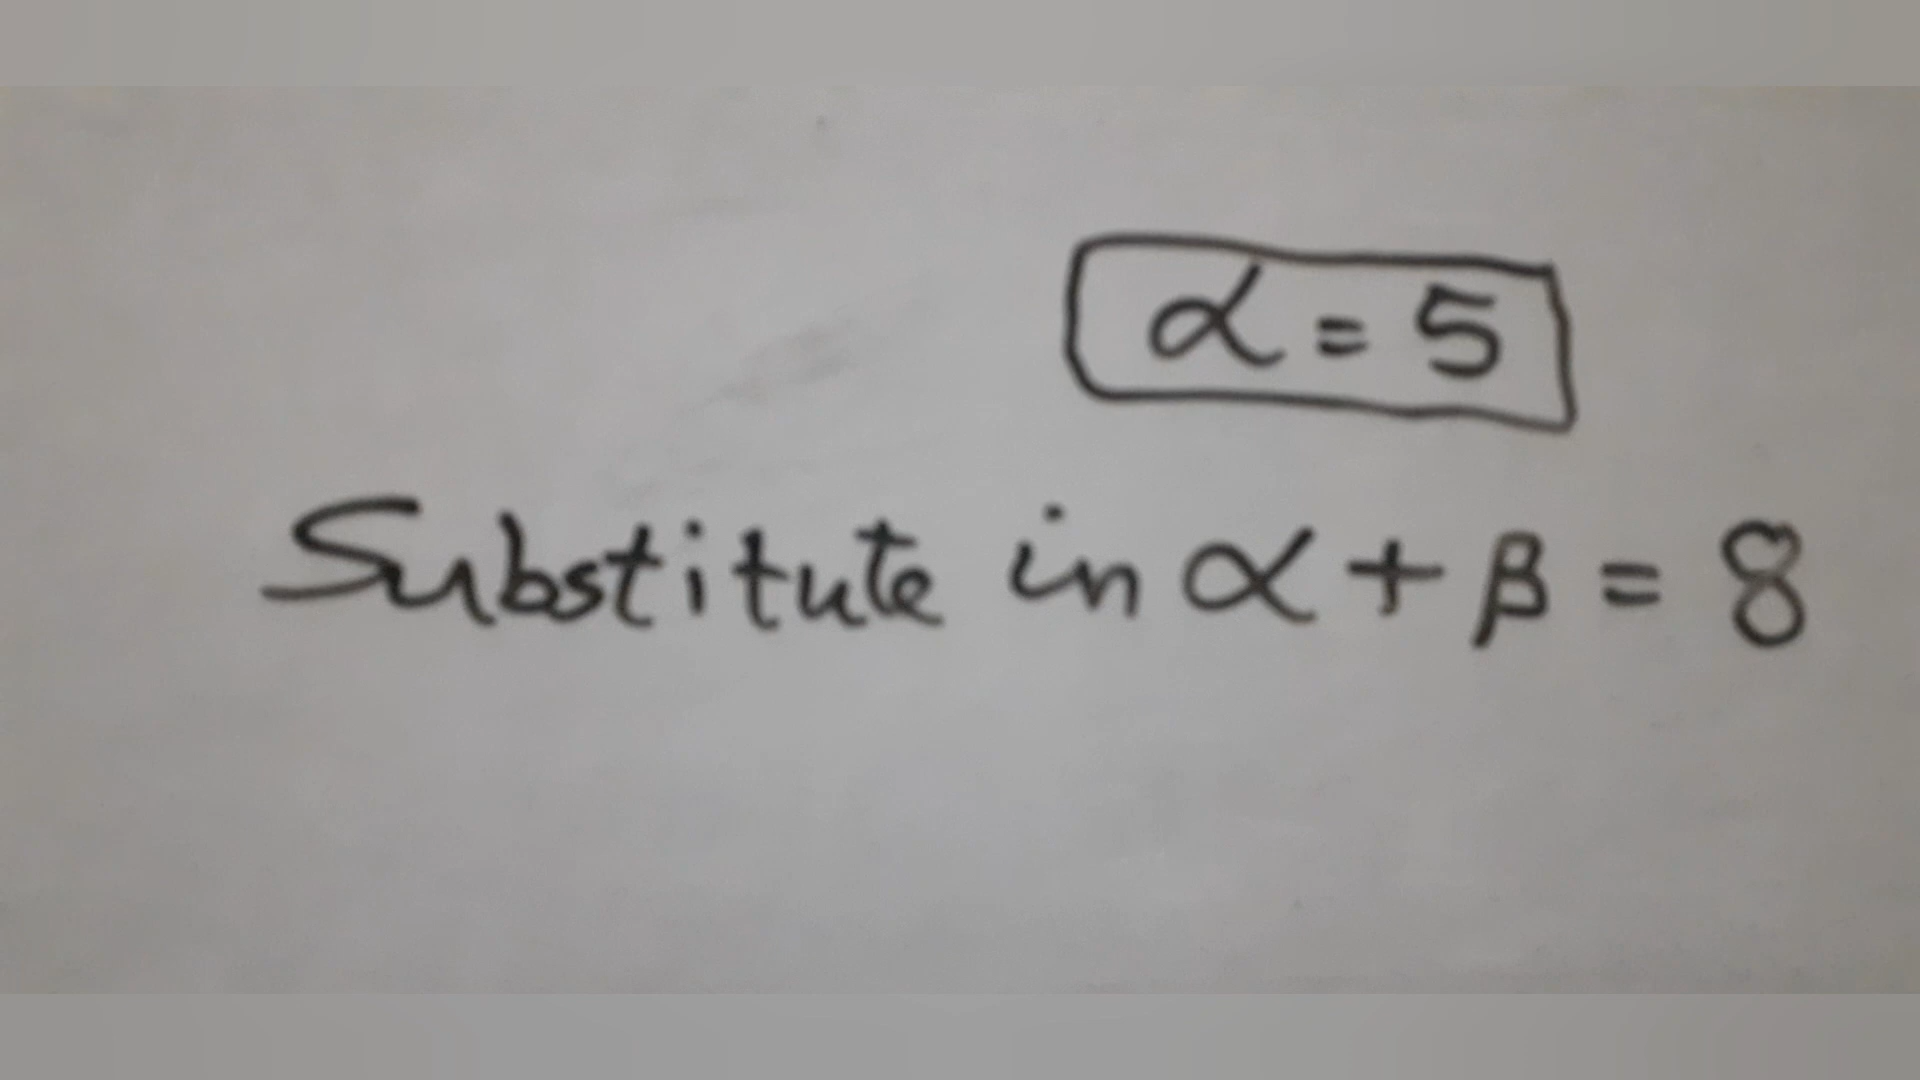 α = 5
Substitute in α + β = 8